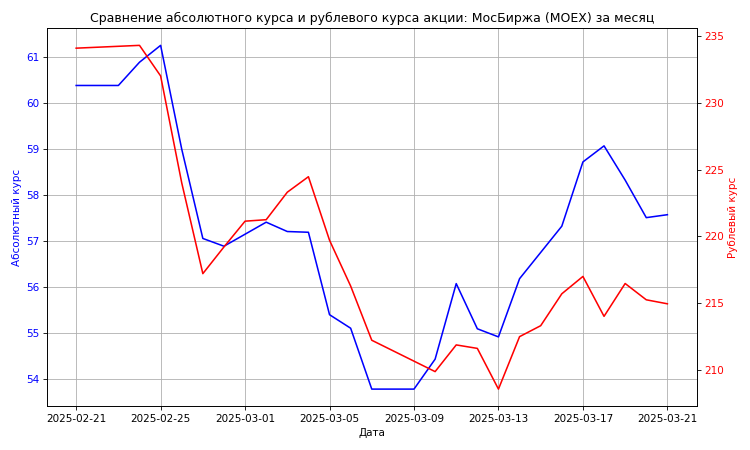 Сравнение абсолютного курса и рублевого курса акции: МосБиржа (MOEX) за месяц
61
60
59
58
57
56
55
54
Абсолютный курс
235
230
225
220
215
210
Рублевый курс
2025-02-21 2025-02-25 2025-03-01 2025-03-05 2025-03-09 2025-03-13 2025-03-17 2025-03-21
Дата